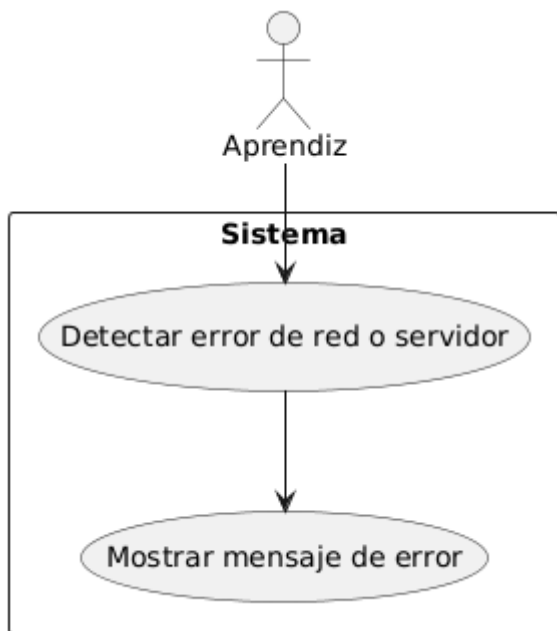 Aprendiz
Sistema
Detectar error de red o servidor
Mostrar mensaje de error